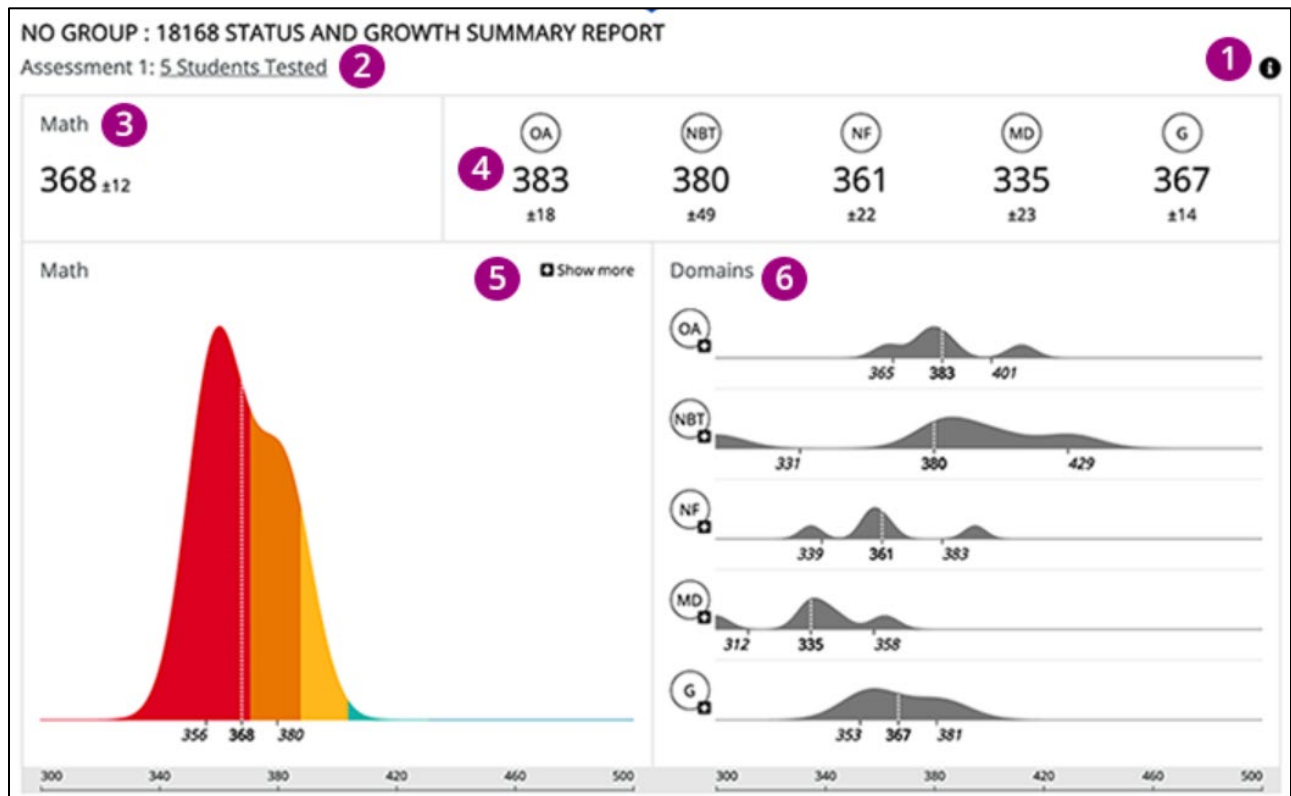 NO GROUP : 18168 STATUS AND GROWTH SUMMARY REPORT
1
Assessment 1: 5 Students Tested 2
Math 3
368 ±12
OA NBT NF MD G
4 383 380 361 335 367
±18 ±49 ±22 ±23 ±14
Math 5 Show more
356 368 380
300 340 380 420 460 500
Domains 6
OA
365 383 401
NBT
331 380 429
NF
339 361 383
MD
312 335 358
G
353 367 381
300 340 380 420 460 500